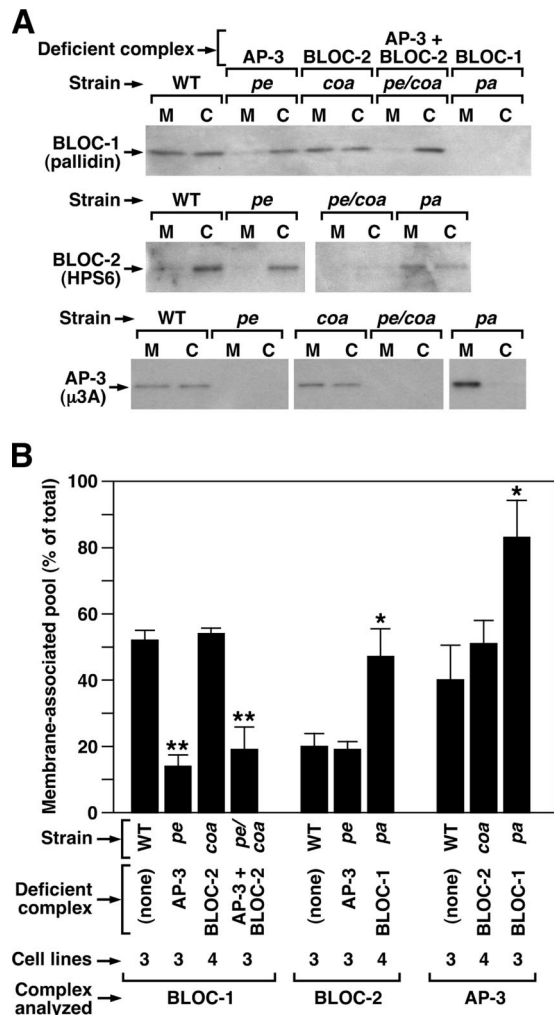 A
Deficient complex
AP-3 BLOC-2 AP-3 + BLOC-2 BLOC-1
Strain WT pe coa pe/coa pa
M C M C M C M C M C
BLOC-1 (pallidin)
Strain WT pe pe/coa pa
M C M C M C M C
BLOC-2 (HPS6)
Strain WT pe coa pe/coa pa
M C M C M C M C M C
AP-3 (μ3A)
B
Membrane-associated pool (% of total)
100
80
60
40
20
0
** ** * *
Strain WT pe coa pe/coa WT pe pa WT coa pa
Deficient complex (none) AP-3 BLOC-2 AP-3 + BLOC-2 (none) AP-3 BLOC-1 (none) BLOC-2 BLOC-1
Cell lines 3 3 4 3 3 3 4 3 4 3
Complex analyzed BLOC-1 BLOC-2 AP-3